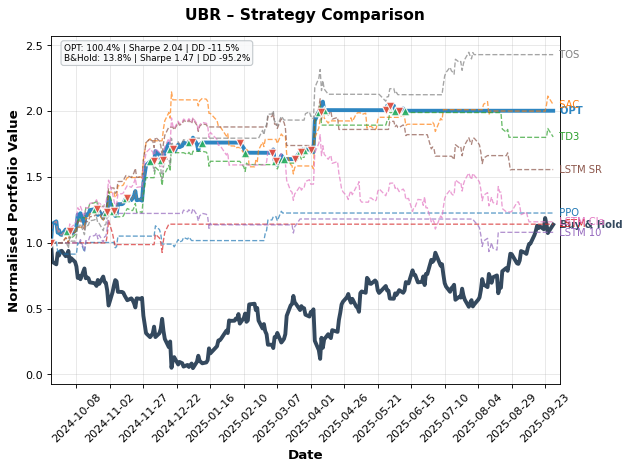 UBR – Strategy Comparison
OPT: 100.4% | Sharpe 2.04 | DD -11.5%
B&Hold: 13.8% | Sharpe 1.47 | DD -95.2%
Normalised Portfolio Value
2.5
2.0
1.5
1.0
0.5
0.0
TOS
SAC
OPT
TD3
LSTM SR
PPO
Buy & Hold
LSTM 10
2024-10-08
2024-11-02
2024-11-27
2024-12-22
2025-01-16
2025-02-10
2025-03-07
2025-04-01
2025-04-26
2025-05-21
2025-06-15
2025-07-10
2025-08-04
2025-08-29
2025-09-23
Date